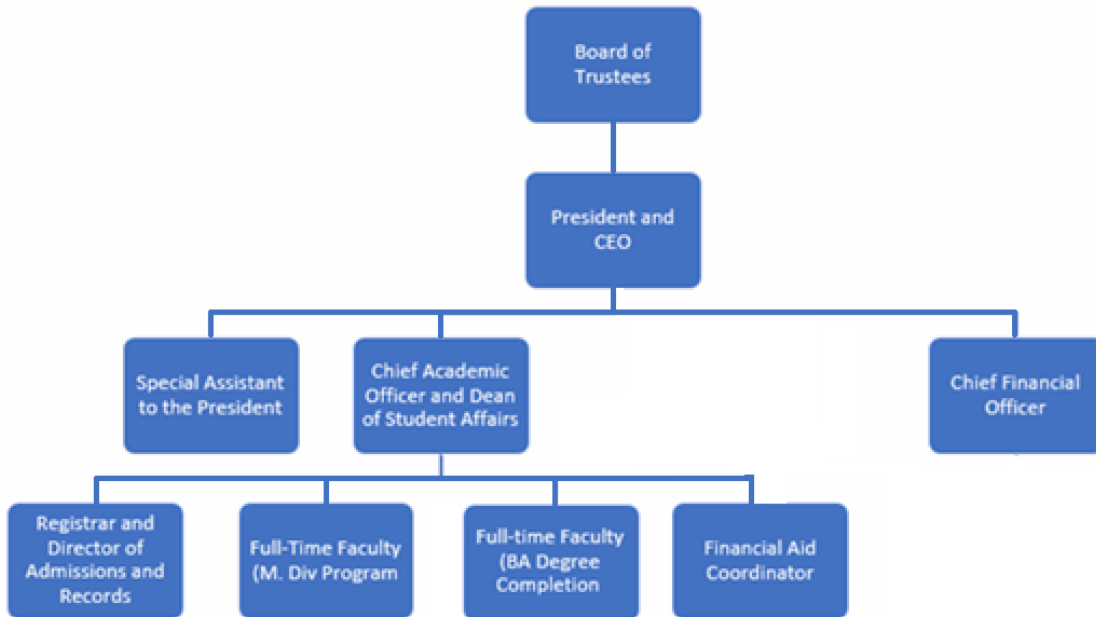 Board of
Trustees
President and
CEO
Special Assistant
to the President
Chief Academic
Officer and Dean
of Student Affairs
Chief Financial
Officer
Registrar and
Director of
Admissions and
Records
Full-Time Faculty
(M. Div Program
Full-time Faculty
(BA Degree
Completion
Financial Aid
Coordinator